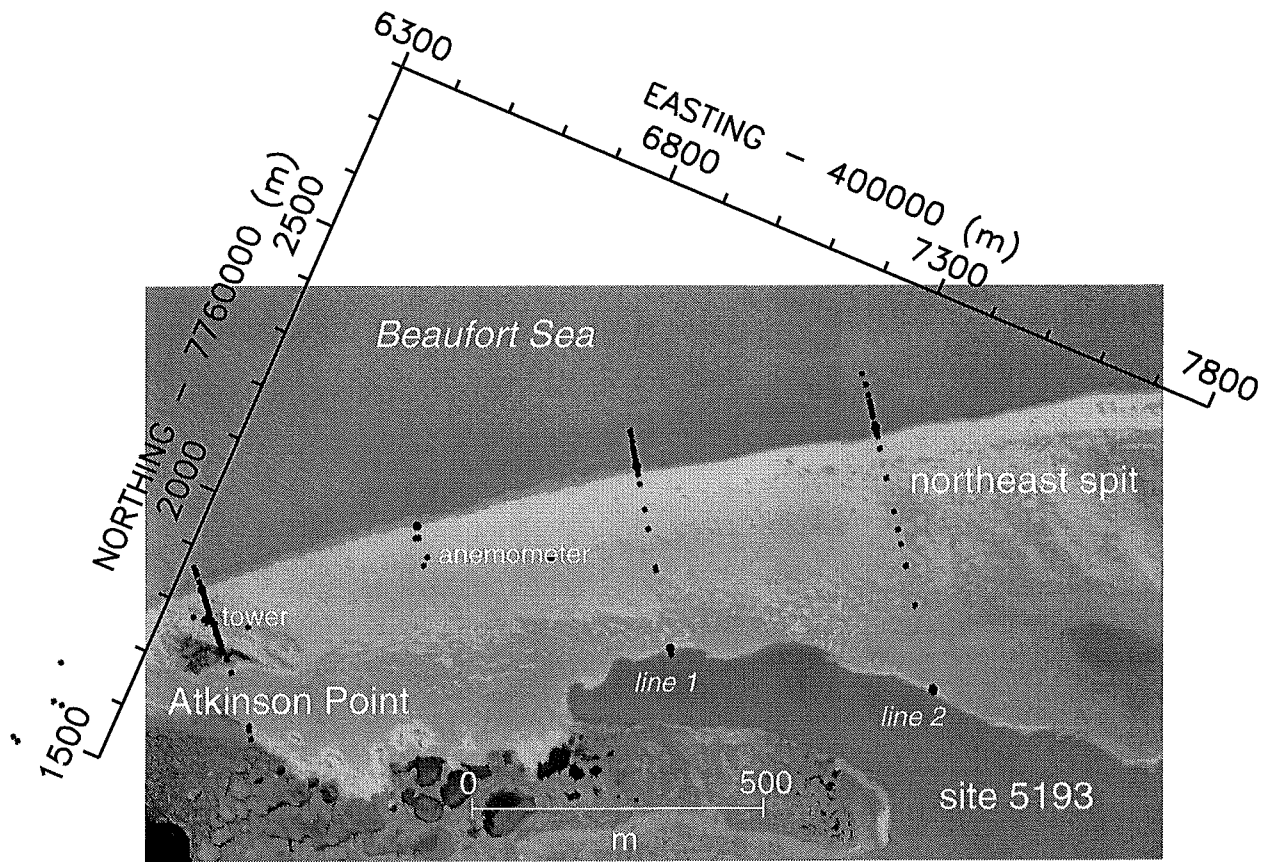 6300
EASTING - 400000 (m)
6800
7300
7800
NORTHING - 7760000 (m)
2500
2000
1500
Beaufort Sea
northeast spit
anemometer
tower
Atkinson Point
line 1
line 2
0 500
m
site 5193